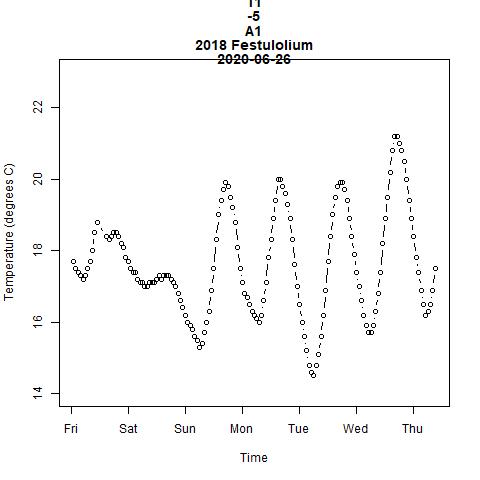 T1
-5
A1
2018 Festulolium
2020-06-26
Temperature (degrees C)
22
20
18
16
14
Fri Sat Sun Mon Tue Wed Thu
Time